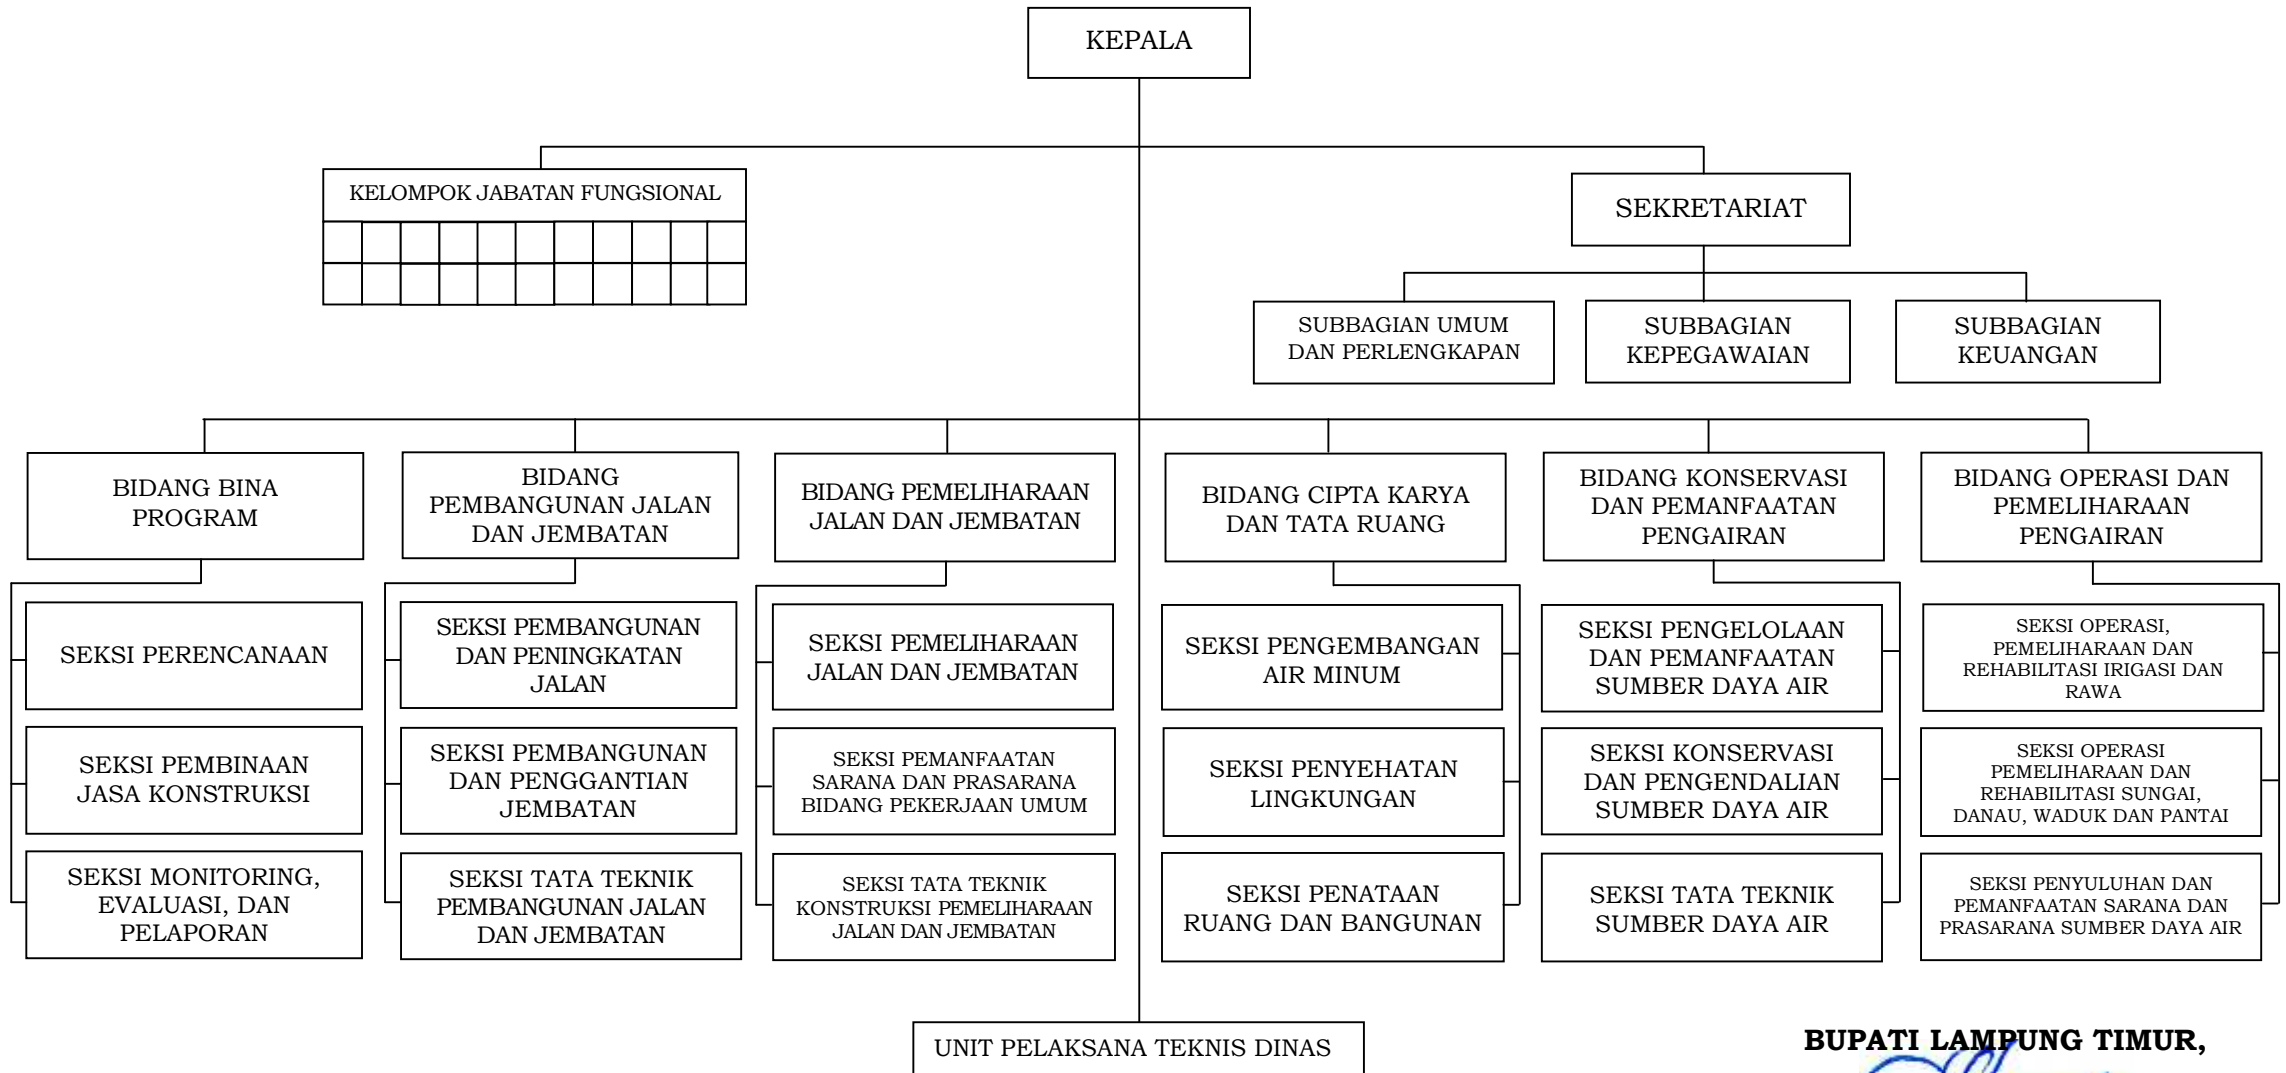 KEPALA
KELOMPOK JABATAN FUNGSIONAL
SEKRETARIAT
SUBBAGIAN UMUM
DAN PERLENGKAPAN
SUBBAGIAN
KEPEGAWAIAN
SUBBAGIAN
KEUANGAN
BIDANG BINA
PROGRAM
BIDANG
PEMBANGUNAN JALAN
DAN JEMBATAN
BIDANG PEMELIHARAAN
JALAN DAN JEMBATAN
BIDANG CIPTA KARYA
DAN TATA RUANG
BIDANG KONSERVASI
DAN PEMANFAATAN
PENGAIRAN
BIDANG OPERASI DAN
PEMELIHARAAN
PENGAIRAN
SEKSI PERENCANAAN
SEKSI PEMBANGUNAN
DAN PENINGKATAN
JALAN
SEKSI PEMELIHARAAN
JALAN DAN JEMBATAN
SEKSI PENGEMBANGAN
AIR MINUM
SEKSI PENGELOLAAN
DAN PEMANFAATAN
SUMBER DAYA AIR
SEKSI OPERASI,
PEMELIHARAAN DAN
REHABILITASI IRIGASI DAN
RAWA
SEKSI PEMBINAAN
JASA KONSTRUKSI
SEKSI PEMBANGUNAN
DAN PENGGANTIAN
JEMBATAN
SEKSI PEMANFAATAN
SARANA DAN PRASARANA
BIDANG PEKERJAAN UMUM
SEKSI PENYEHATAN
LINGKUNGAN
SEKSI KONSERVASI
DAN PENGENDALIAN
SUMBER DAYA AIR
SEKSI OPERASI
PEMELIHARAAN DAN
REHABILITASI SUNGAI,
DANAU, WADUK DAN PANTAI
SEKSI MONITORING,
EVALUASI, DAN
PELAPORAN
SEKSI TATA TEKNIK
PEMBANGUNAN JALAN
DAN JEMBATAN
SEKSI TATA TEKNIK
KONSTRUKSI PEMELIHARAAN
JALAN DAN JEMBATAN
SEKSI PENATAAN
RUANG DAN BANGUNAN
SEKSI TATA TEKNIK
SUMBER DAYA AIR
SEKSI PENYULUHAN DAN
PEMANFAATAN SARANA DAN
PRASARANA SUMBER DAYA AIR
UNIT PELAKSANA TEKNIS DINAS
BUPATI LAMPUNG TIMUR,